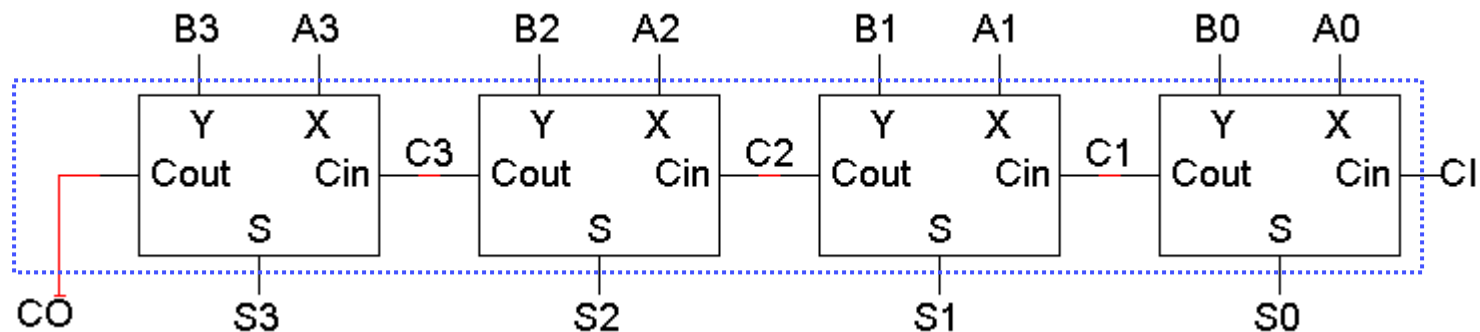 B3 A3 B2 A2 B1 A1 B0 A0
Y X Y X Y X Y X
Cout Cin C3 Cout Cin C2 Cout Cin C1 Cout Cin CI
S S S S
CO S3 S2 S1 S0